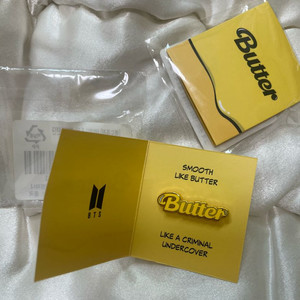 Butter
SMOOTH
LIKE BUTTER
Butter
LIKE A CRIMINAL
UNDERCOVER
BTS